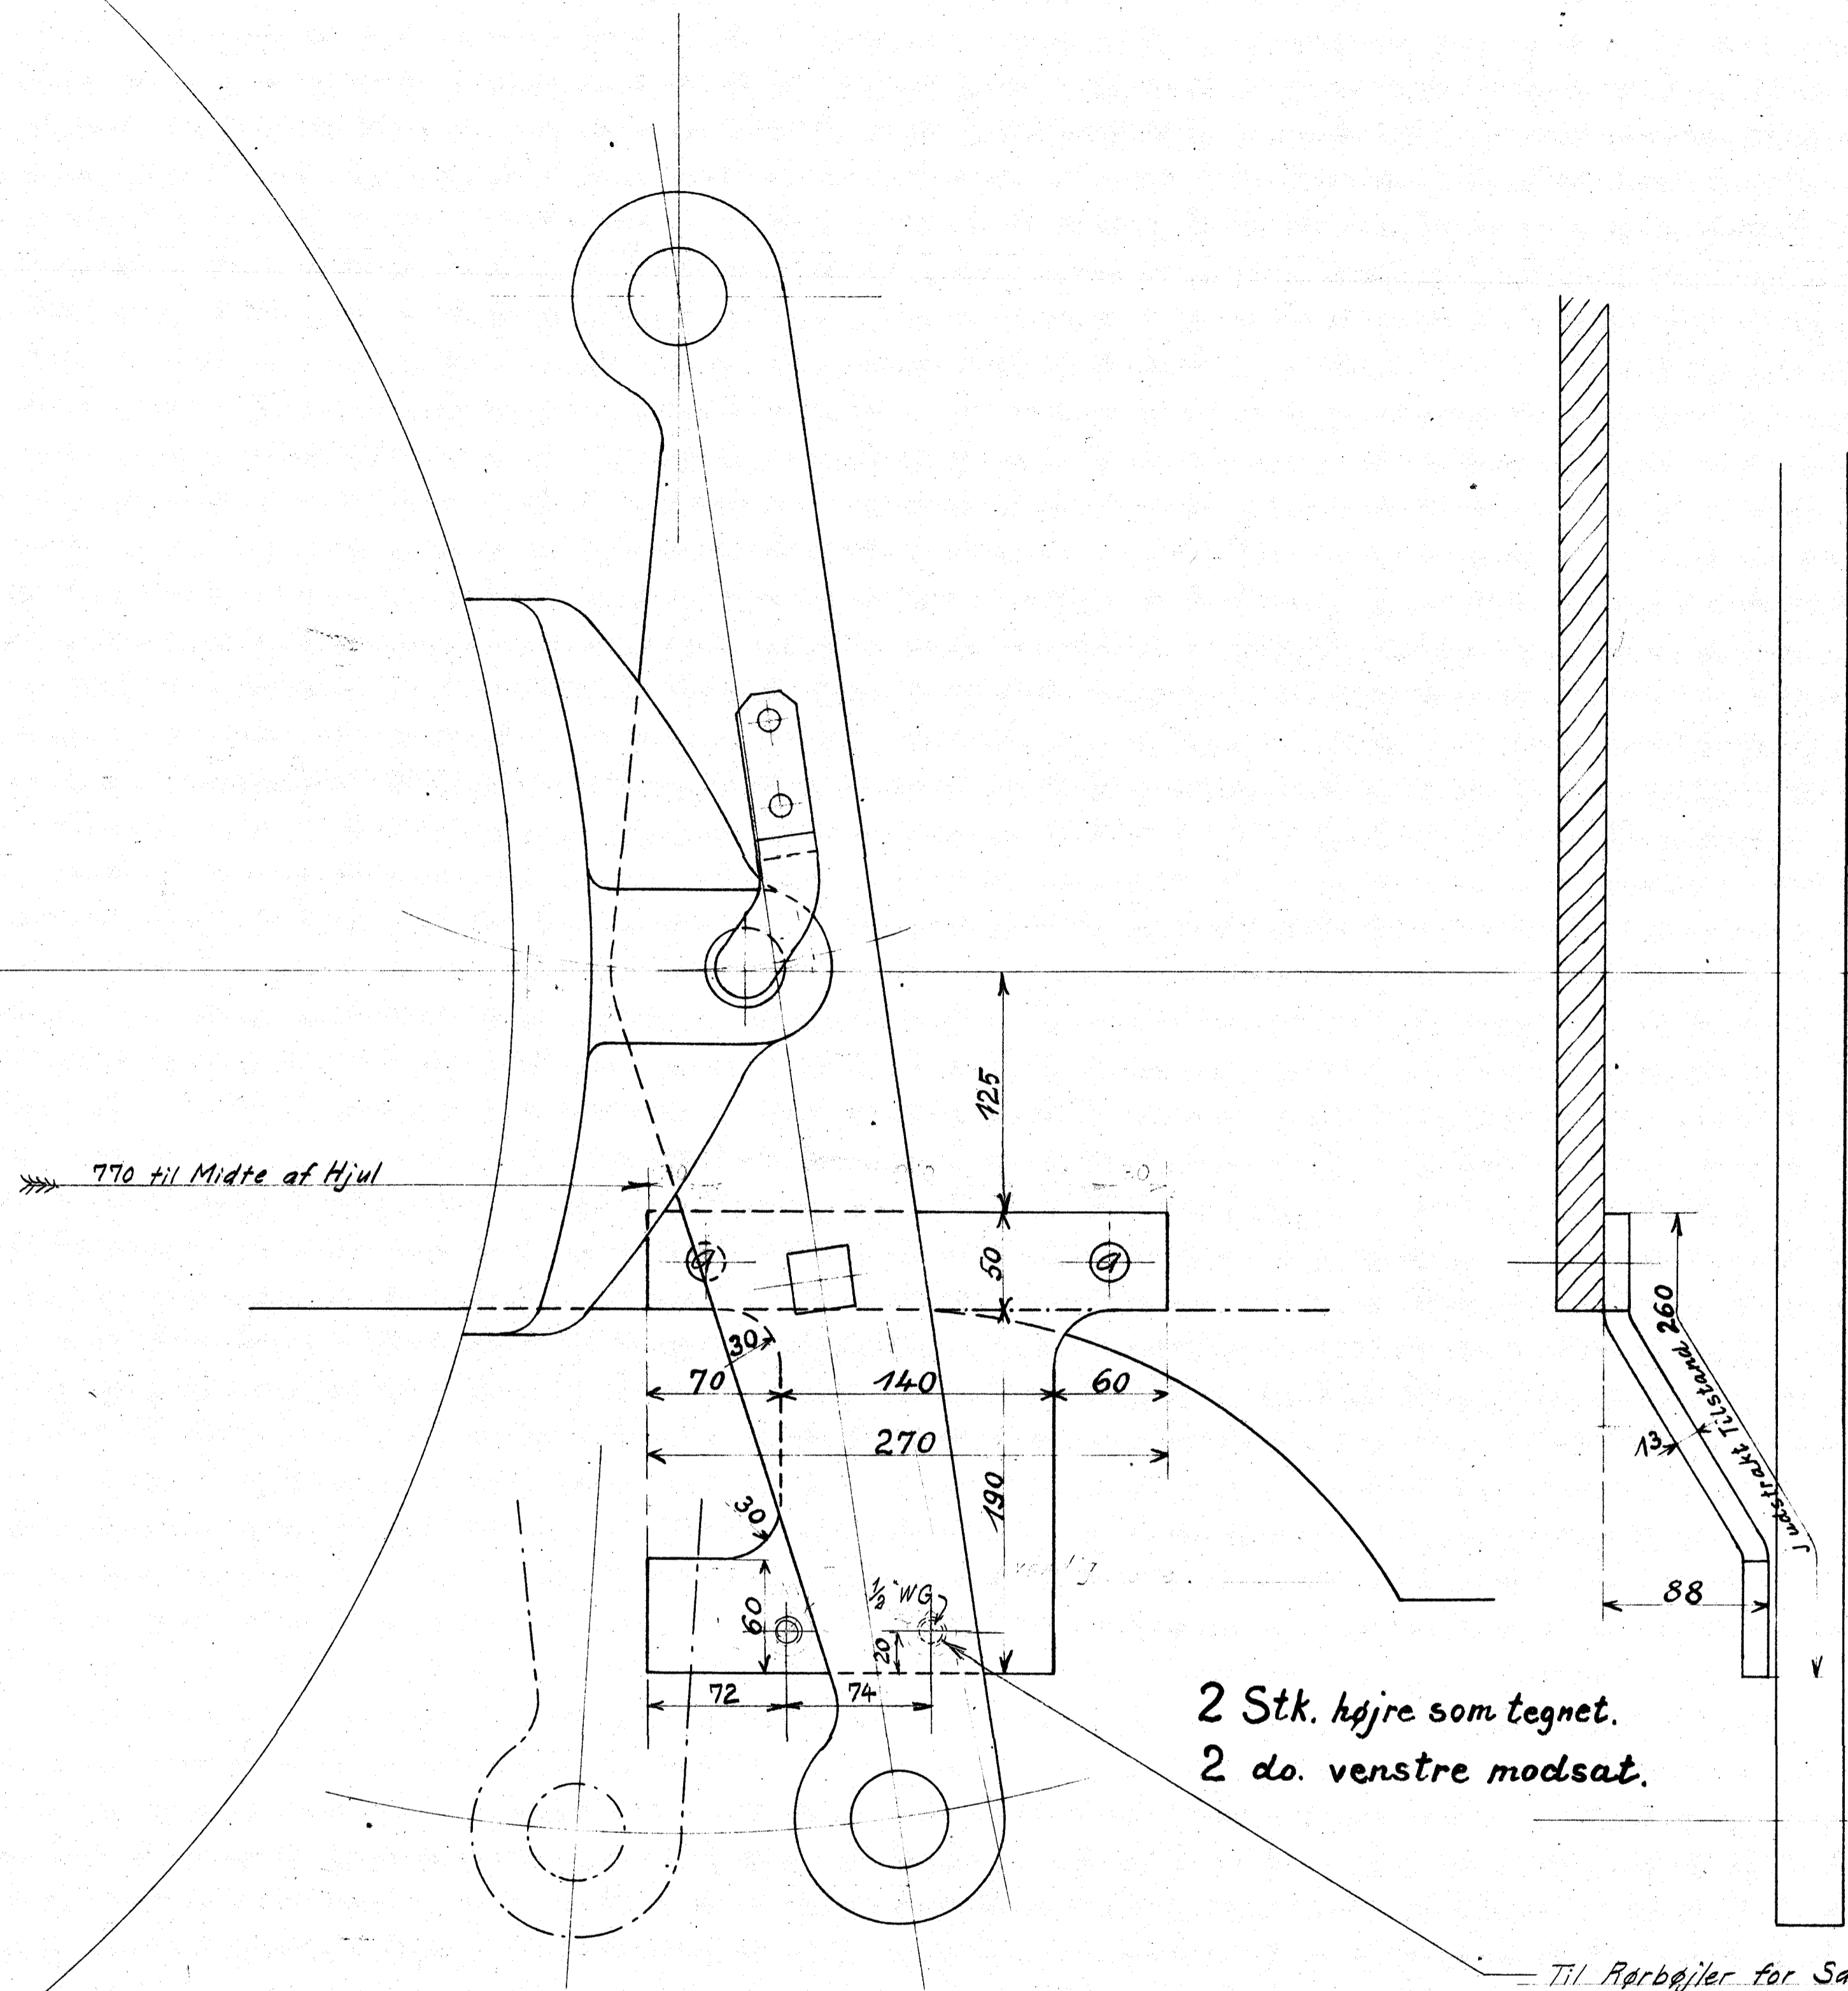 125
770 til Midte af Hjul
a
a
50
260
J udstrakt Tilstand
30
70
140
60
270
13
30
190
½" WG
88
60
20
72
74
2 Stk. højre som tegnet.
2 do. venstre modsat.
Til Rørbøjler for Sa